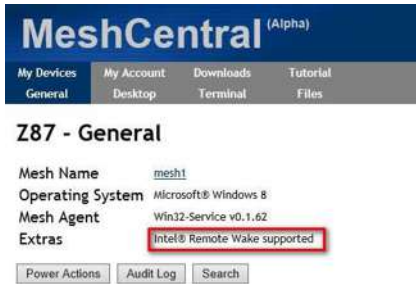 MeshCentral (Alpha)
My Devices My Account Downloads Tutorial
General Desktop Terminal Files
Z87 - General
Mesh Name mesh1
Operating System Microsoft® Windows 8
Mesh Agent Win32-Service v0.1.62
Extras Intel® Remote Wake supported
Power Actions Audit Log Search